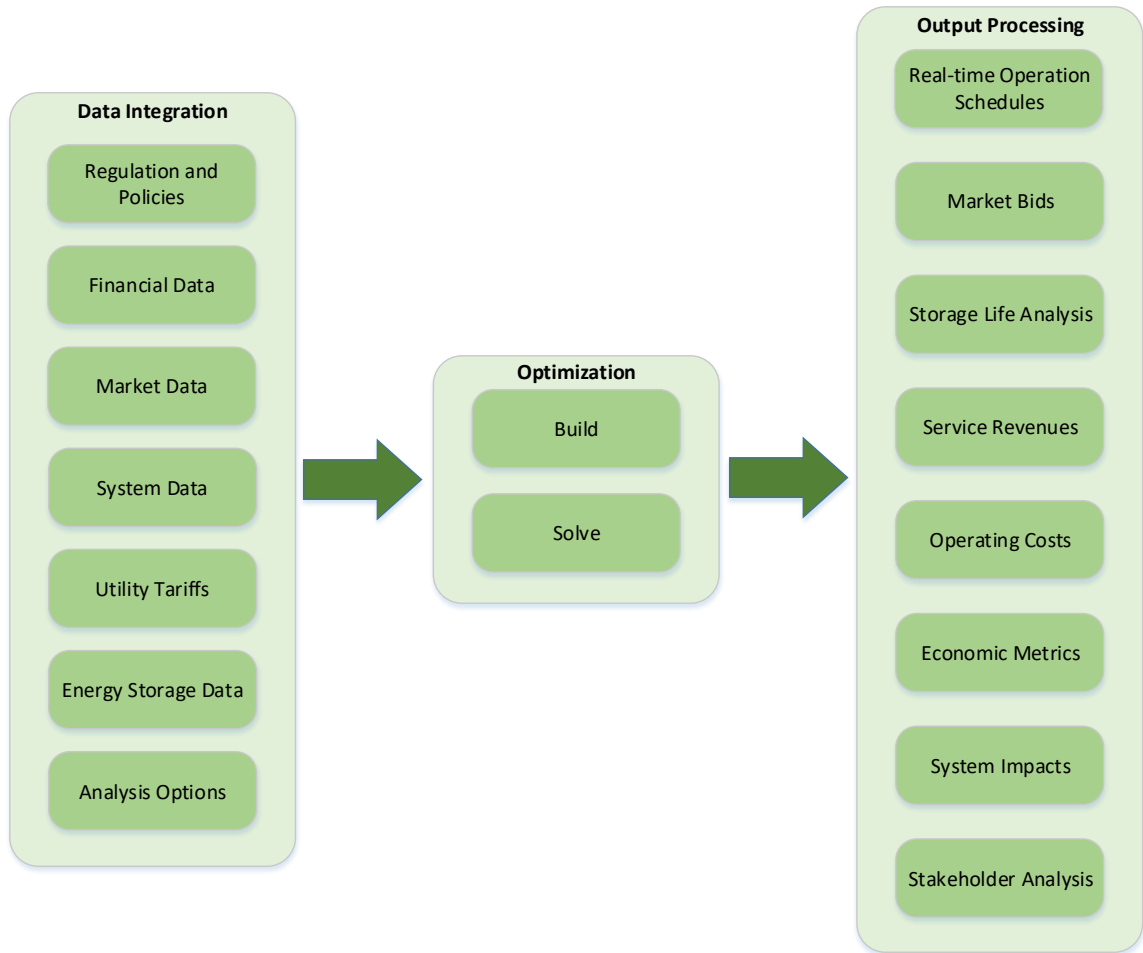 Data Integration
Regulation and
Policies
Financial Data
Market Data
System Data
Utility Tariffs
Energy Storage Data
Analysis Options
Optimization
Build
Solve
Output Processing
Real-time Operation
Schedules
Market Bids
Storage Life Analysis
Service Revenues
Operating Costs
Economic Metrics
System Impacts
Stakeholder Analysis